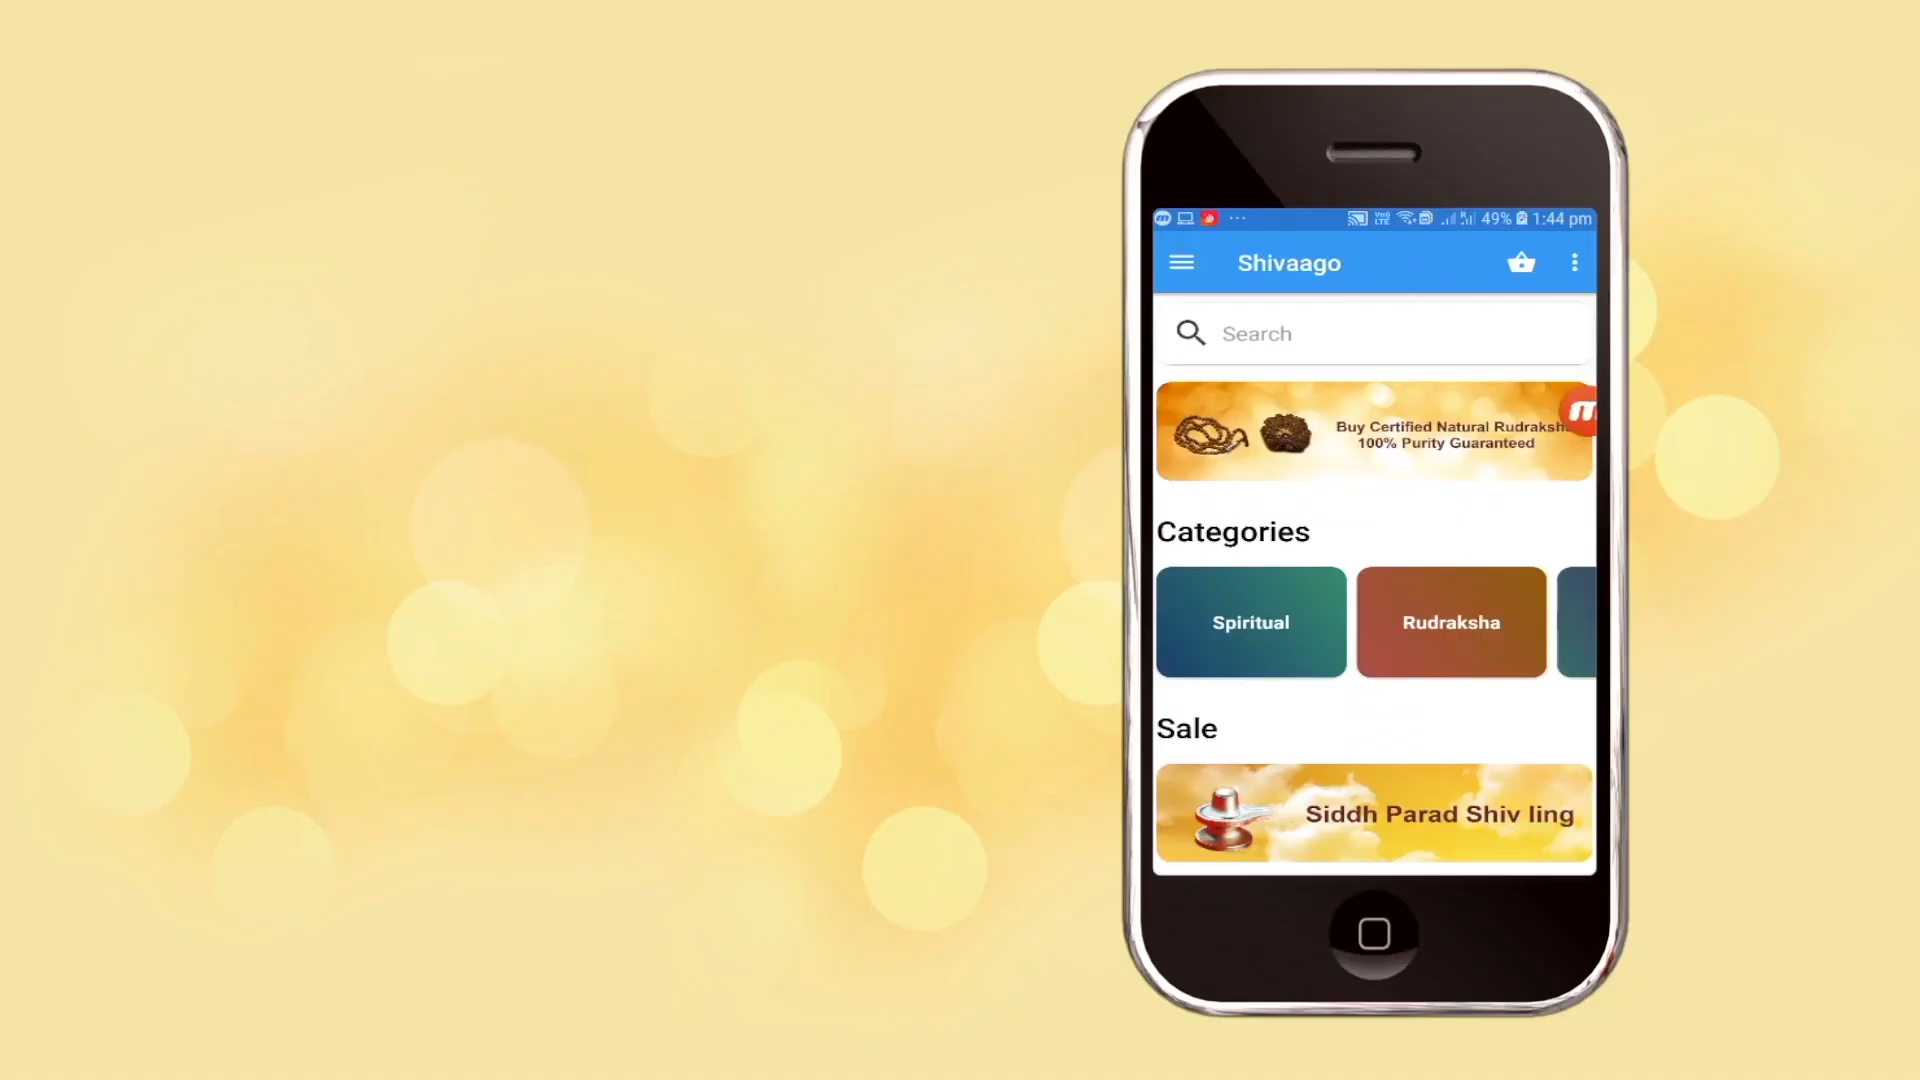 49% 1:44 pm
Shivaago
Search
Buy Certified Natural Rudraksh
100% Purity Guaranteed
Categories
Spiritual
Rudraksha
Sale
Siddh Parad Shiv ling